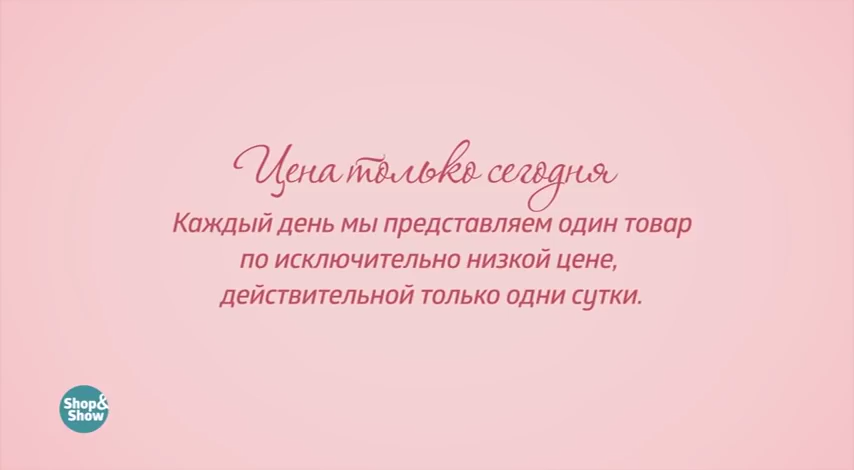 Цена только сегодня
Каждый день мы представляем один товар
по исключительно низкой цене,
действительной только одни сутки.
Shop&
Show